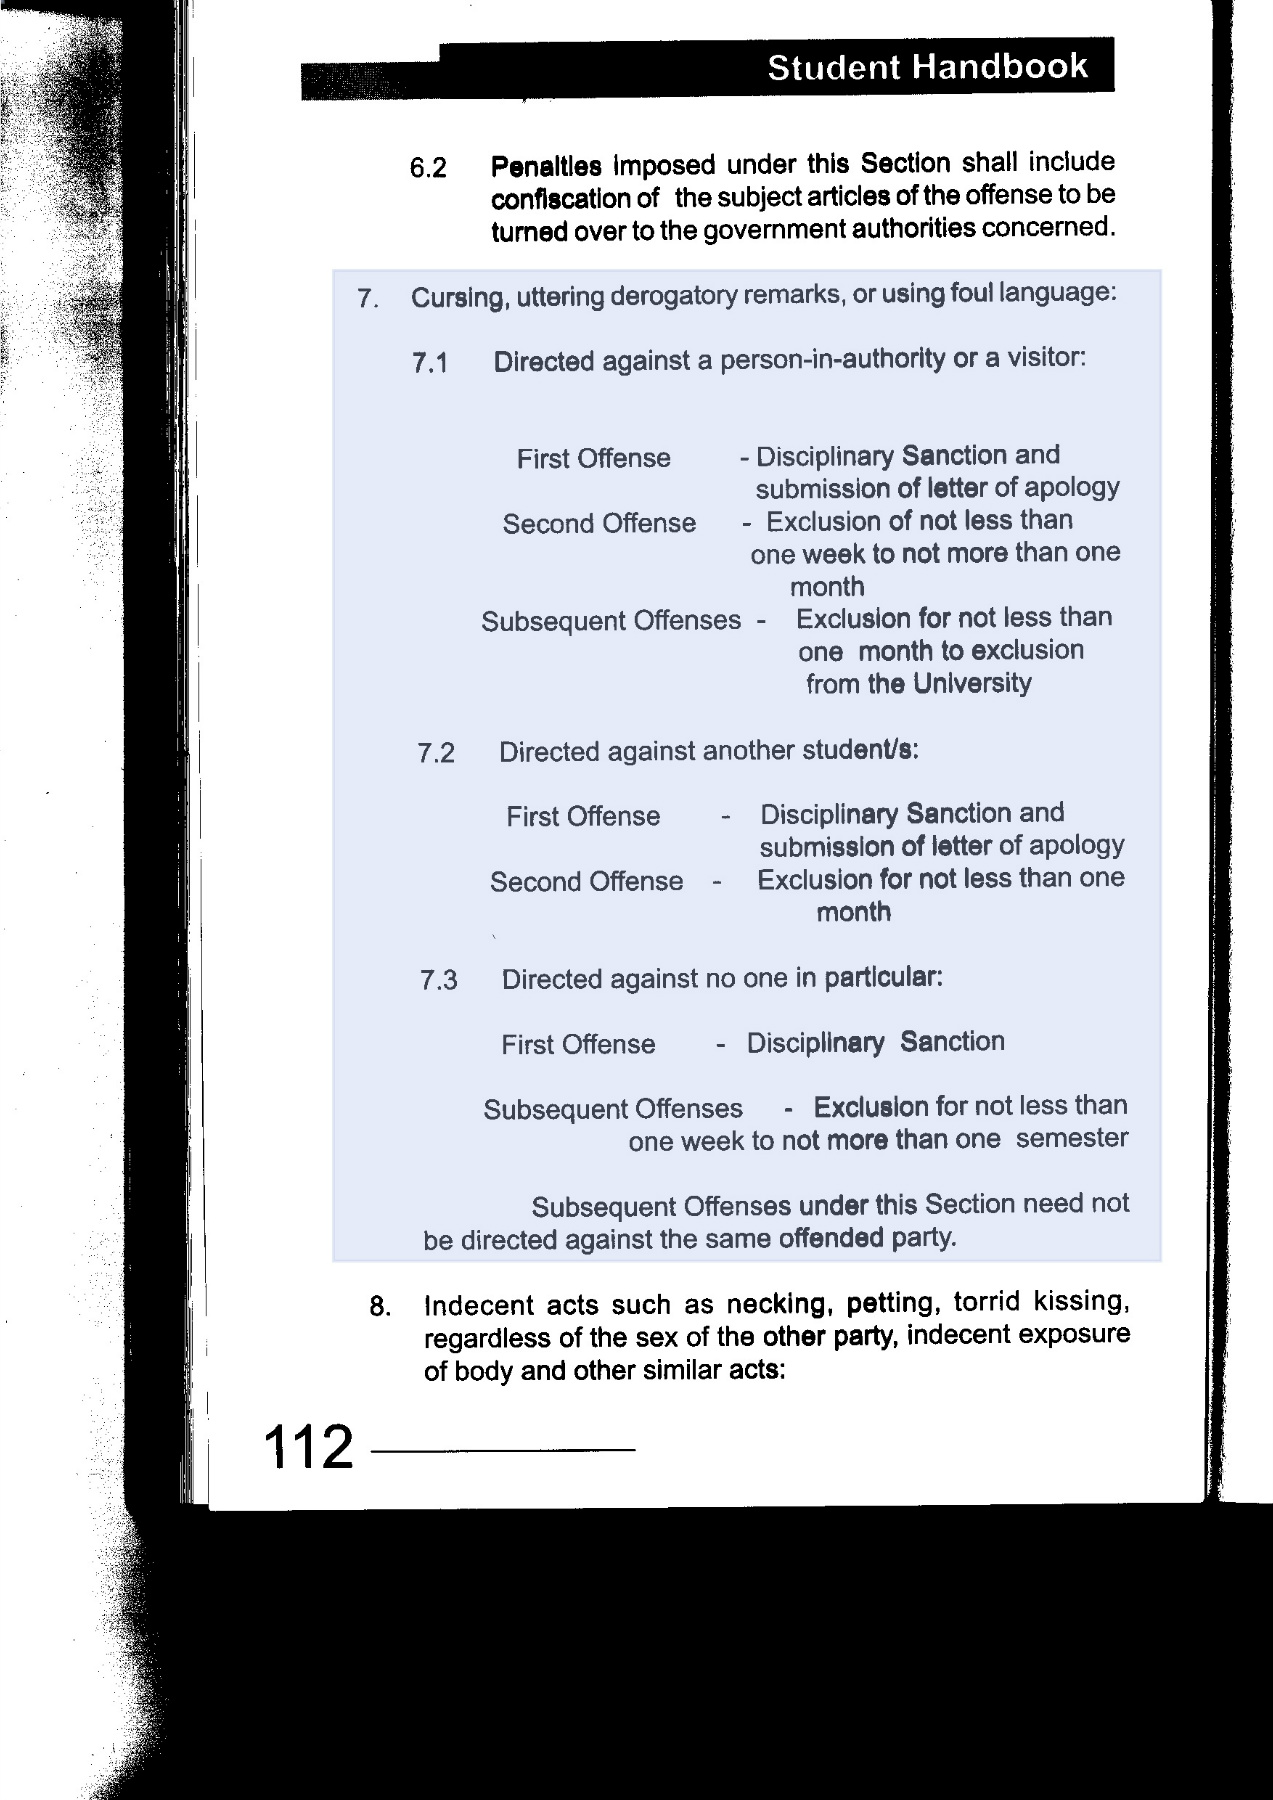 Student Handbook
6.2 Penalties imposed under this Section shall include
confiscation of the subject articles of the offense to be
turned over to the government authorities concerned.
7. Cursing, uttering derogatory remarks, or using foul language:
7.1 Directed against a person-in-authority or a visitor:
First Offense - Disciplinary Sanction and
submission of letter of apology
Second Offense - Exclusion of not less than
one week to not more than one
month
Subsequent Offenses - Exclusion for not less than
one month to exclusion
from the University
7.2 Directed against another student/s:
First Offense - Disciplinary Sanction and
submission of letter of apology
Second Offense - Exclusion for not less than one
month
7.3 Directed against no one in particular:
First Offense - Disciplinary Sanction
Subsequent Offenses - Exclusion for not less than
one week to not more than one semester
Subsequent Offenses under this Section need not
be directed against the same offended party.
8. Indecent acts such as necking, petting, torrid kissing,
regardless of the sex of the other party, indecent exposure
of body and other similar acts:
112